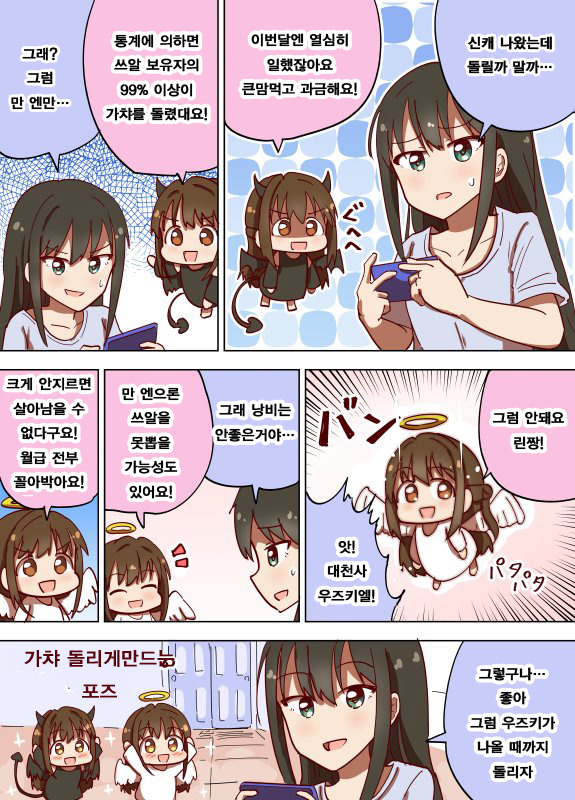 신캐 나왔는데
돌릴까 말까…
이번달엔 열심히
일했잖아요
큰맘먹고 과금해요!
ぐへへ
통계에 의하면
쓰알 보유자의
99% 이상이
가챠를 돌렸대요!
그래?
그럼
만 엔만…
그럼 안돼요
린짱!
バン
앗!
대천사
우즈키엘!
パタパタ
그래 낭비는
안좋은거야…
만 엔으론
쓰알을
못뽑을
가능성도
있어요!
크게 안지르면
살아남을 수
없다구요!
월급 전부
꼴아박아요!
그렇구나…
좋아
그럼 우즈키가
나올 때까지
돌리자
가챠 돌리게만드는
포즈